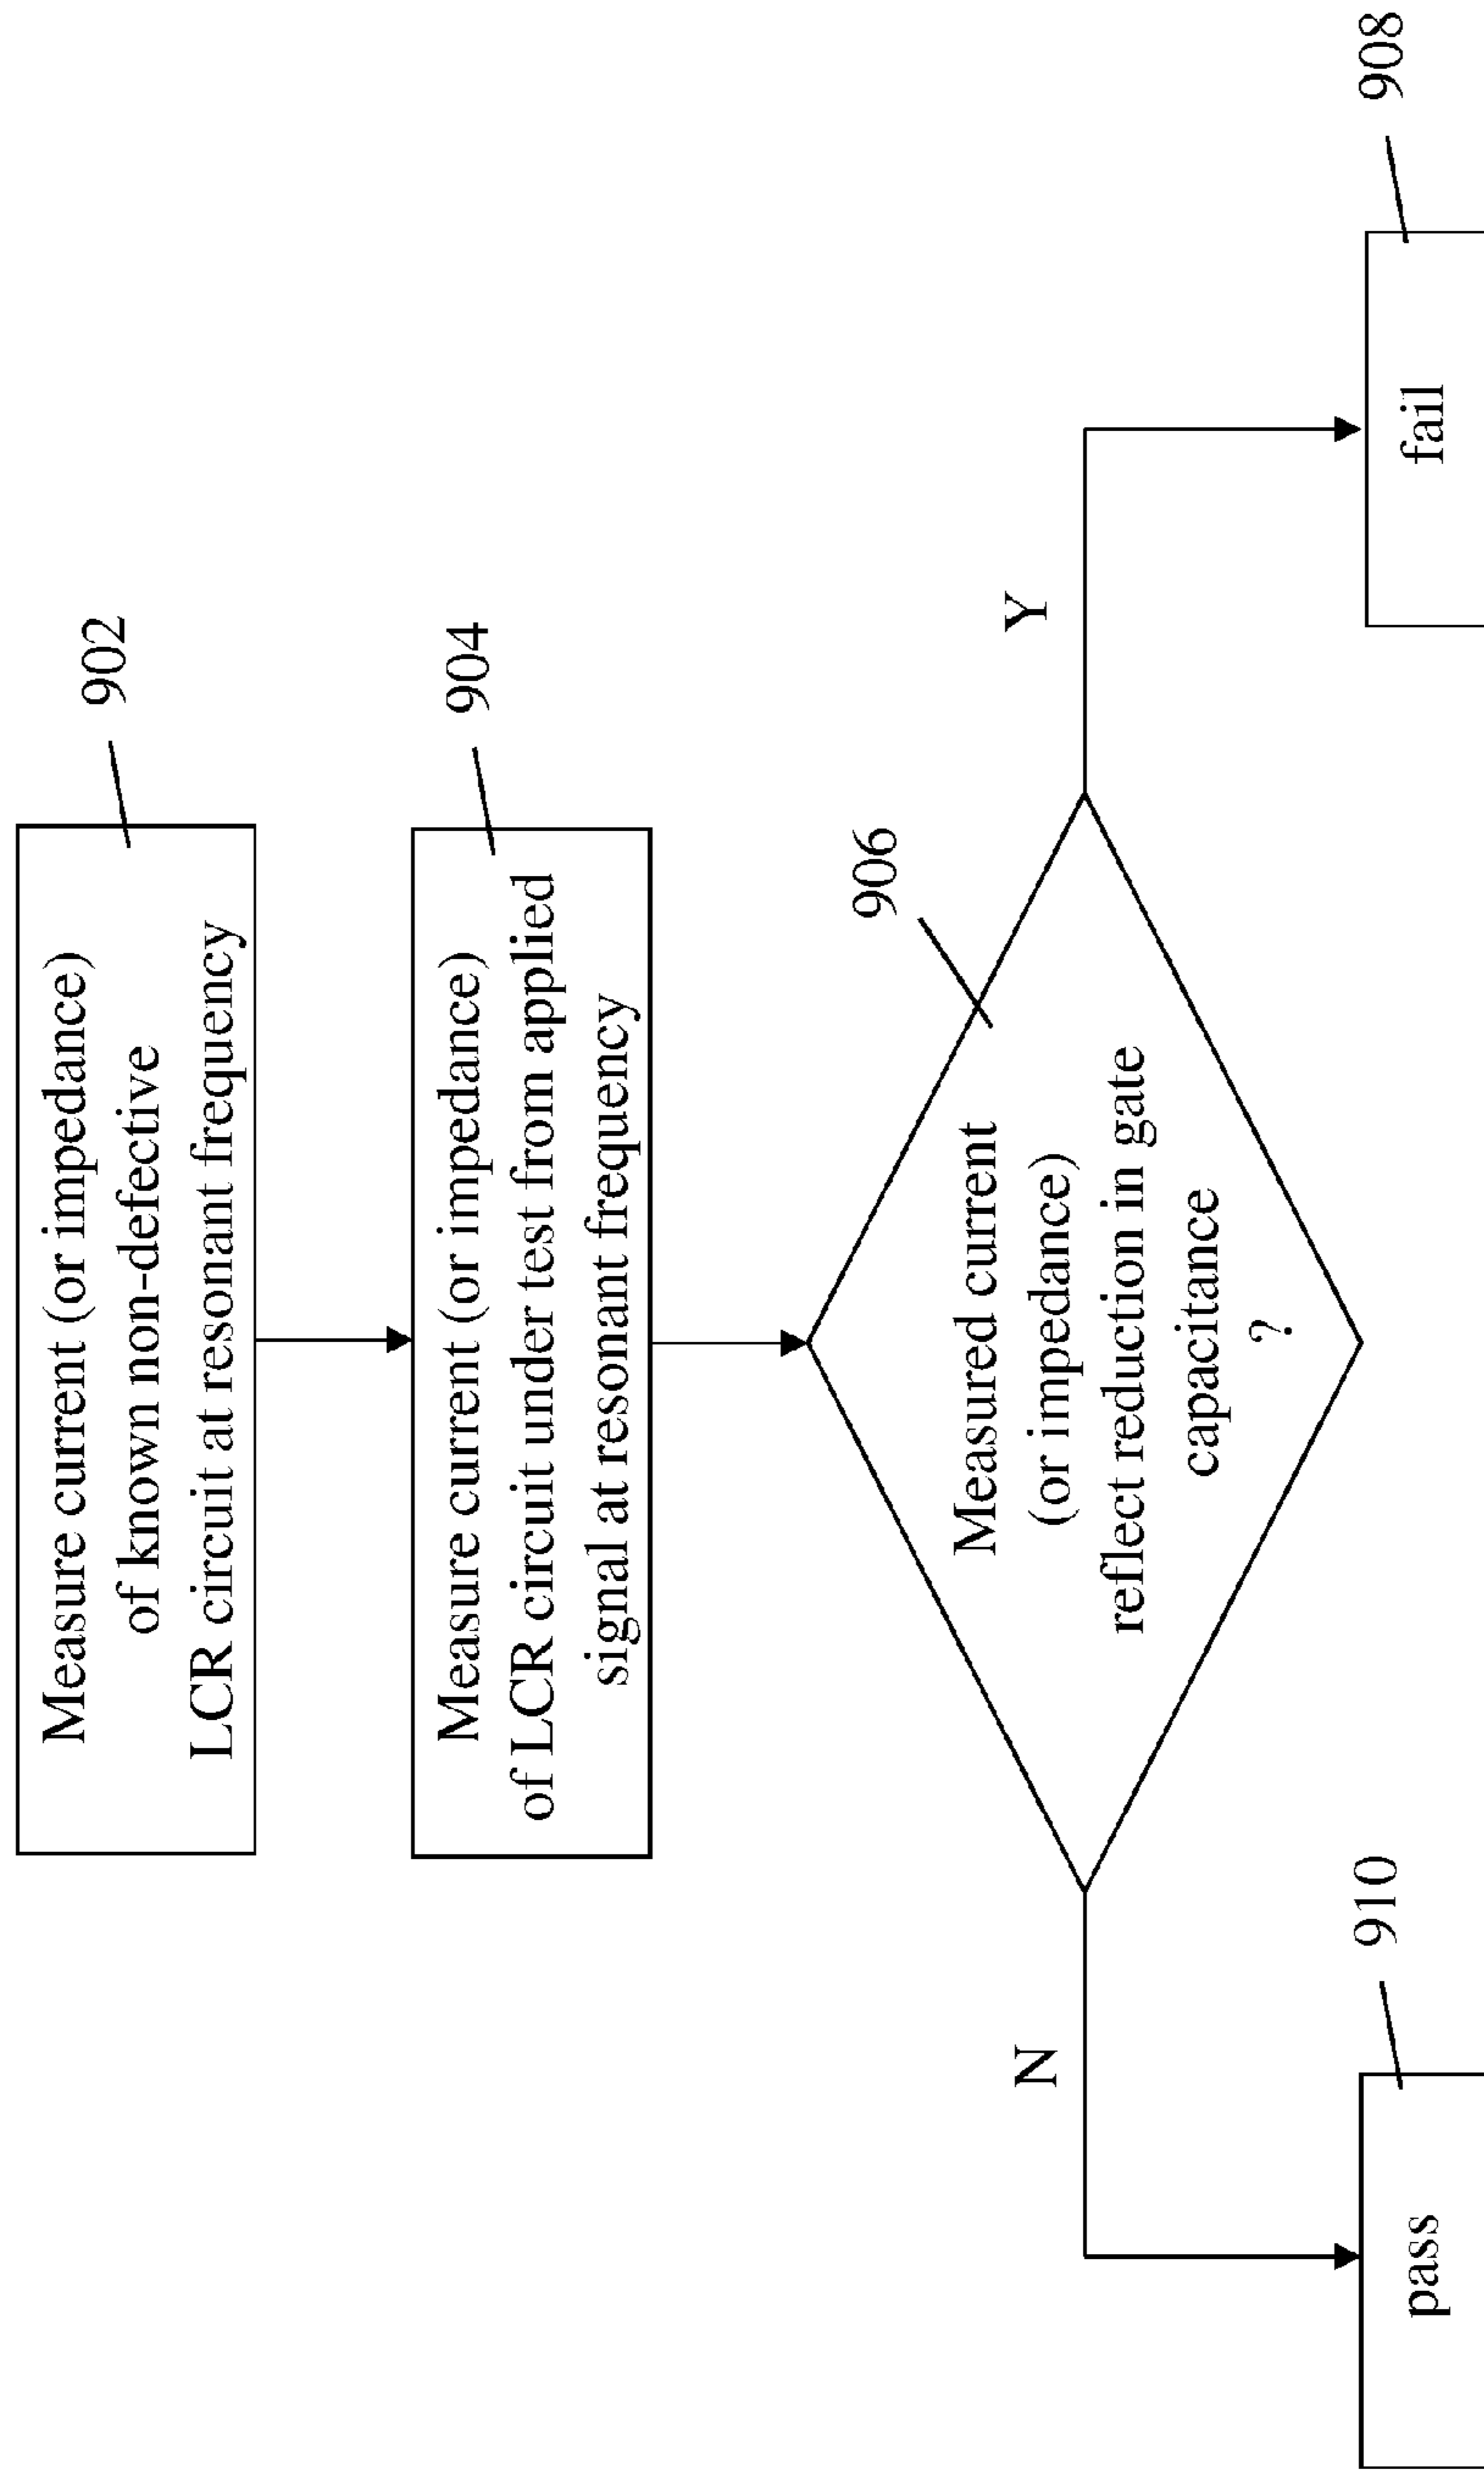 Measure current (or impedance)
of known non-defective
LCR circuit at resonant frequency
902
Measure current (or impedance)
of LCR circuit under test from applied
signal at resonant frequency
904
Measured current
(or impedance)
reflect reduction in gate
capacitance
?
906
N
Y
pass
910
fail
908